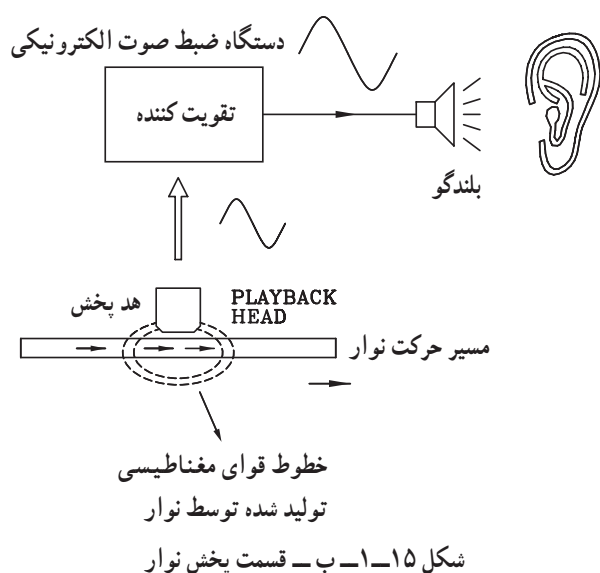 دستگاه ضبط صوت الکترونیکی
تقویت کننده
بلندگو
هد پخش
PLAYBACK
HEAD
مسیر حرکت نوار
خطوط قوای مغناطیسی
تولید شده توسط نوار
شکل ۱۵ــ۱ــ ب ــ قسمت پخش نوار